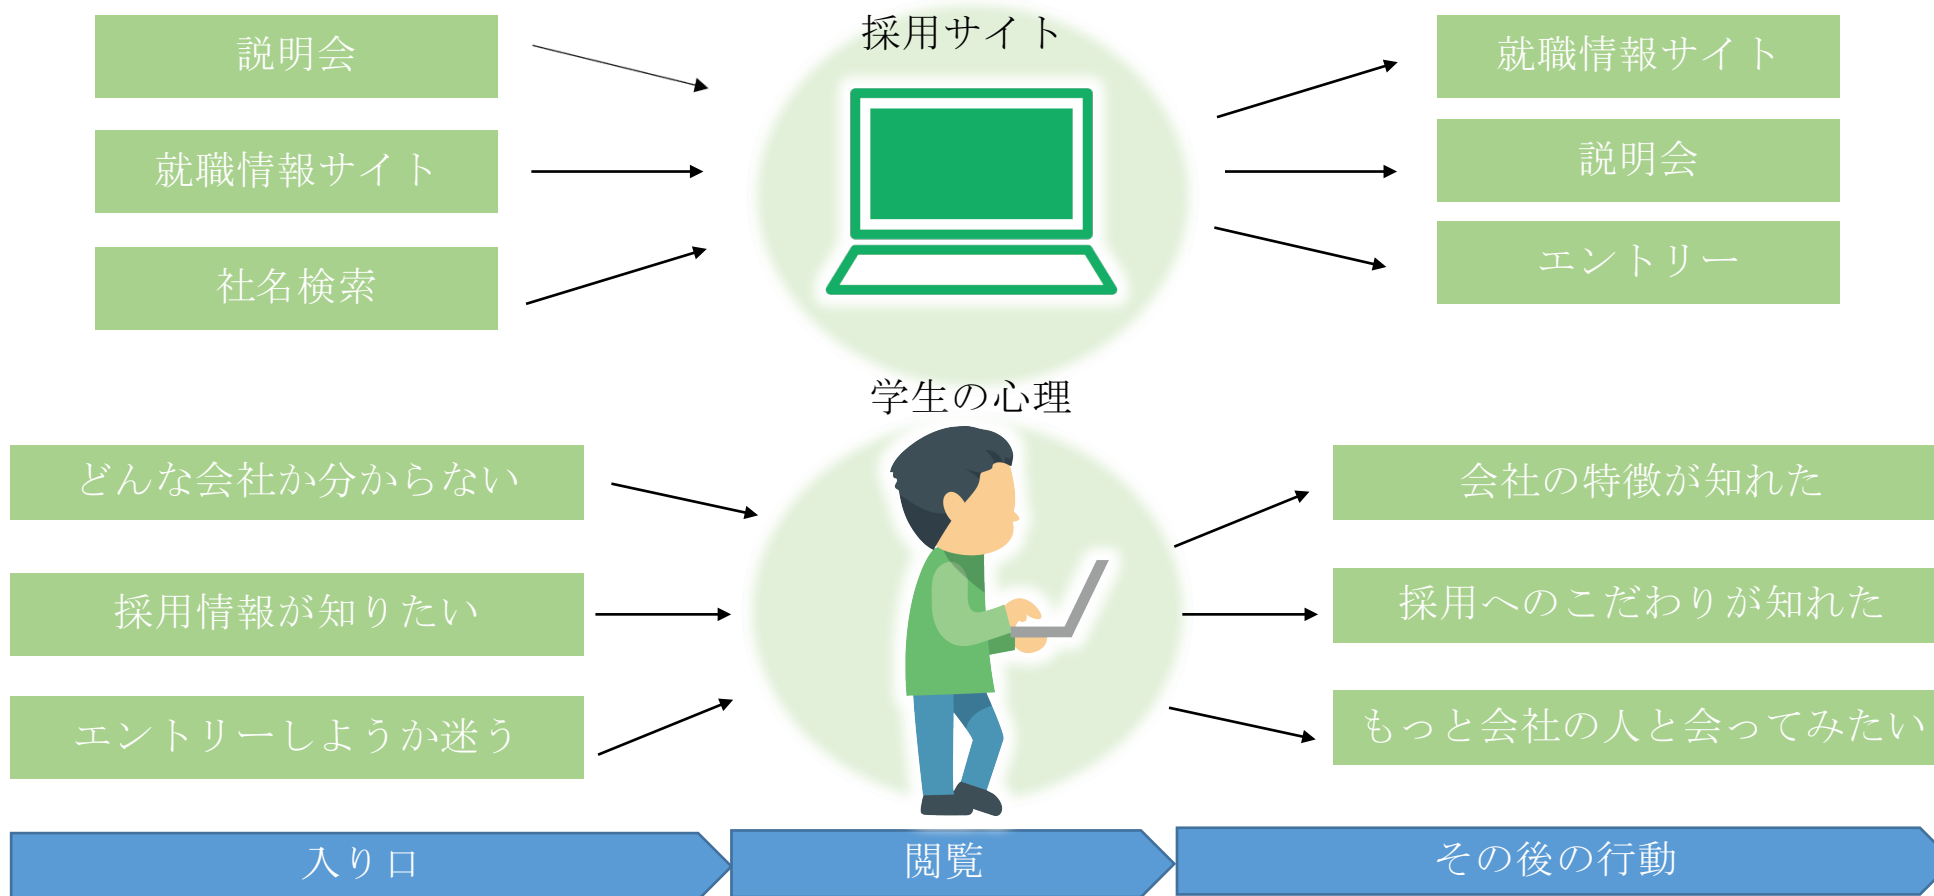 採用サイト
説明会
就職情報サイト
社名検索
就職情報サイト
説明会
エントリー
学生の心理
どんな会社か分からない
採用情報が知りたい
エントリーしようか迷う
会社の特徴が知れた
採用へのこだわりが知れた
もっと会社の人と会ってみたい
入り口
閲覧
その後の行動